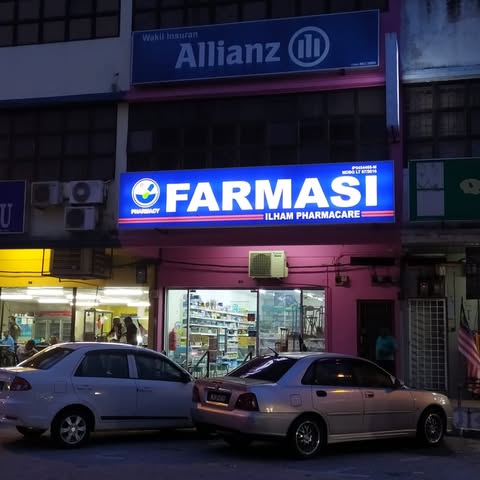 Wakil Insuran
Allianz
FARMASI
PHARMACY
ILHAM PHARMACARE
U